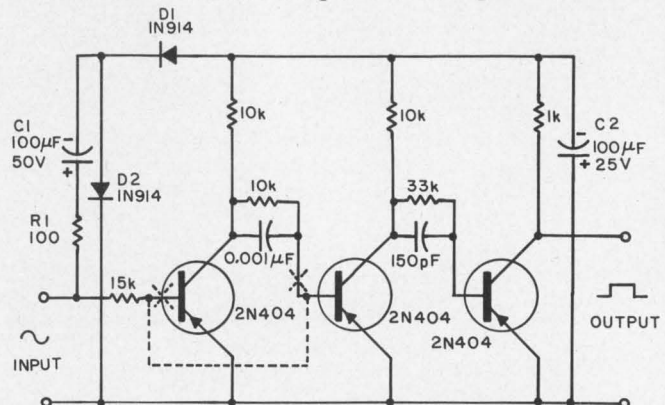 D1
1N914
10k
10k
1k
C1
100µF
50V
−
+
D2
1N914
R1
100
10k
0.001µF
33k
150pF
C2
100µF
25V
−
+
15k
2N404
2N404
2N404
INPUT
OUTPUT